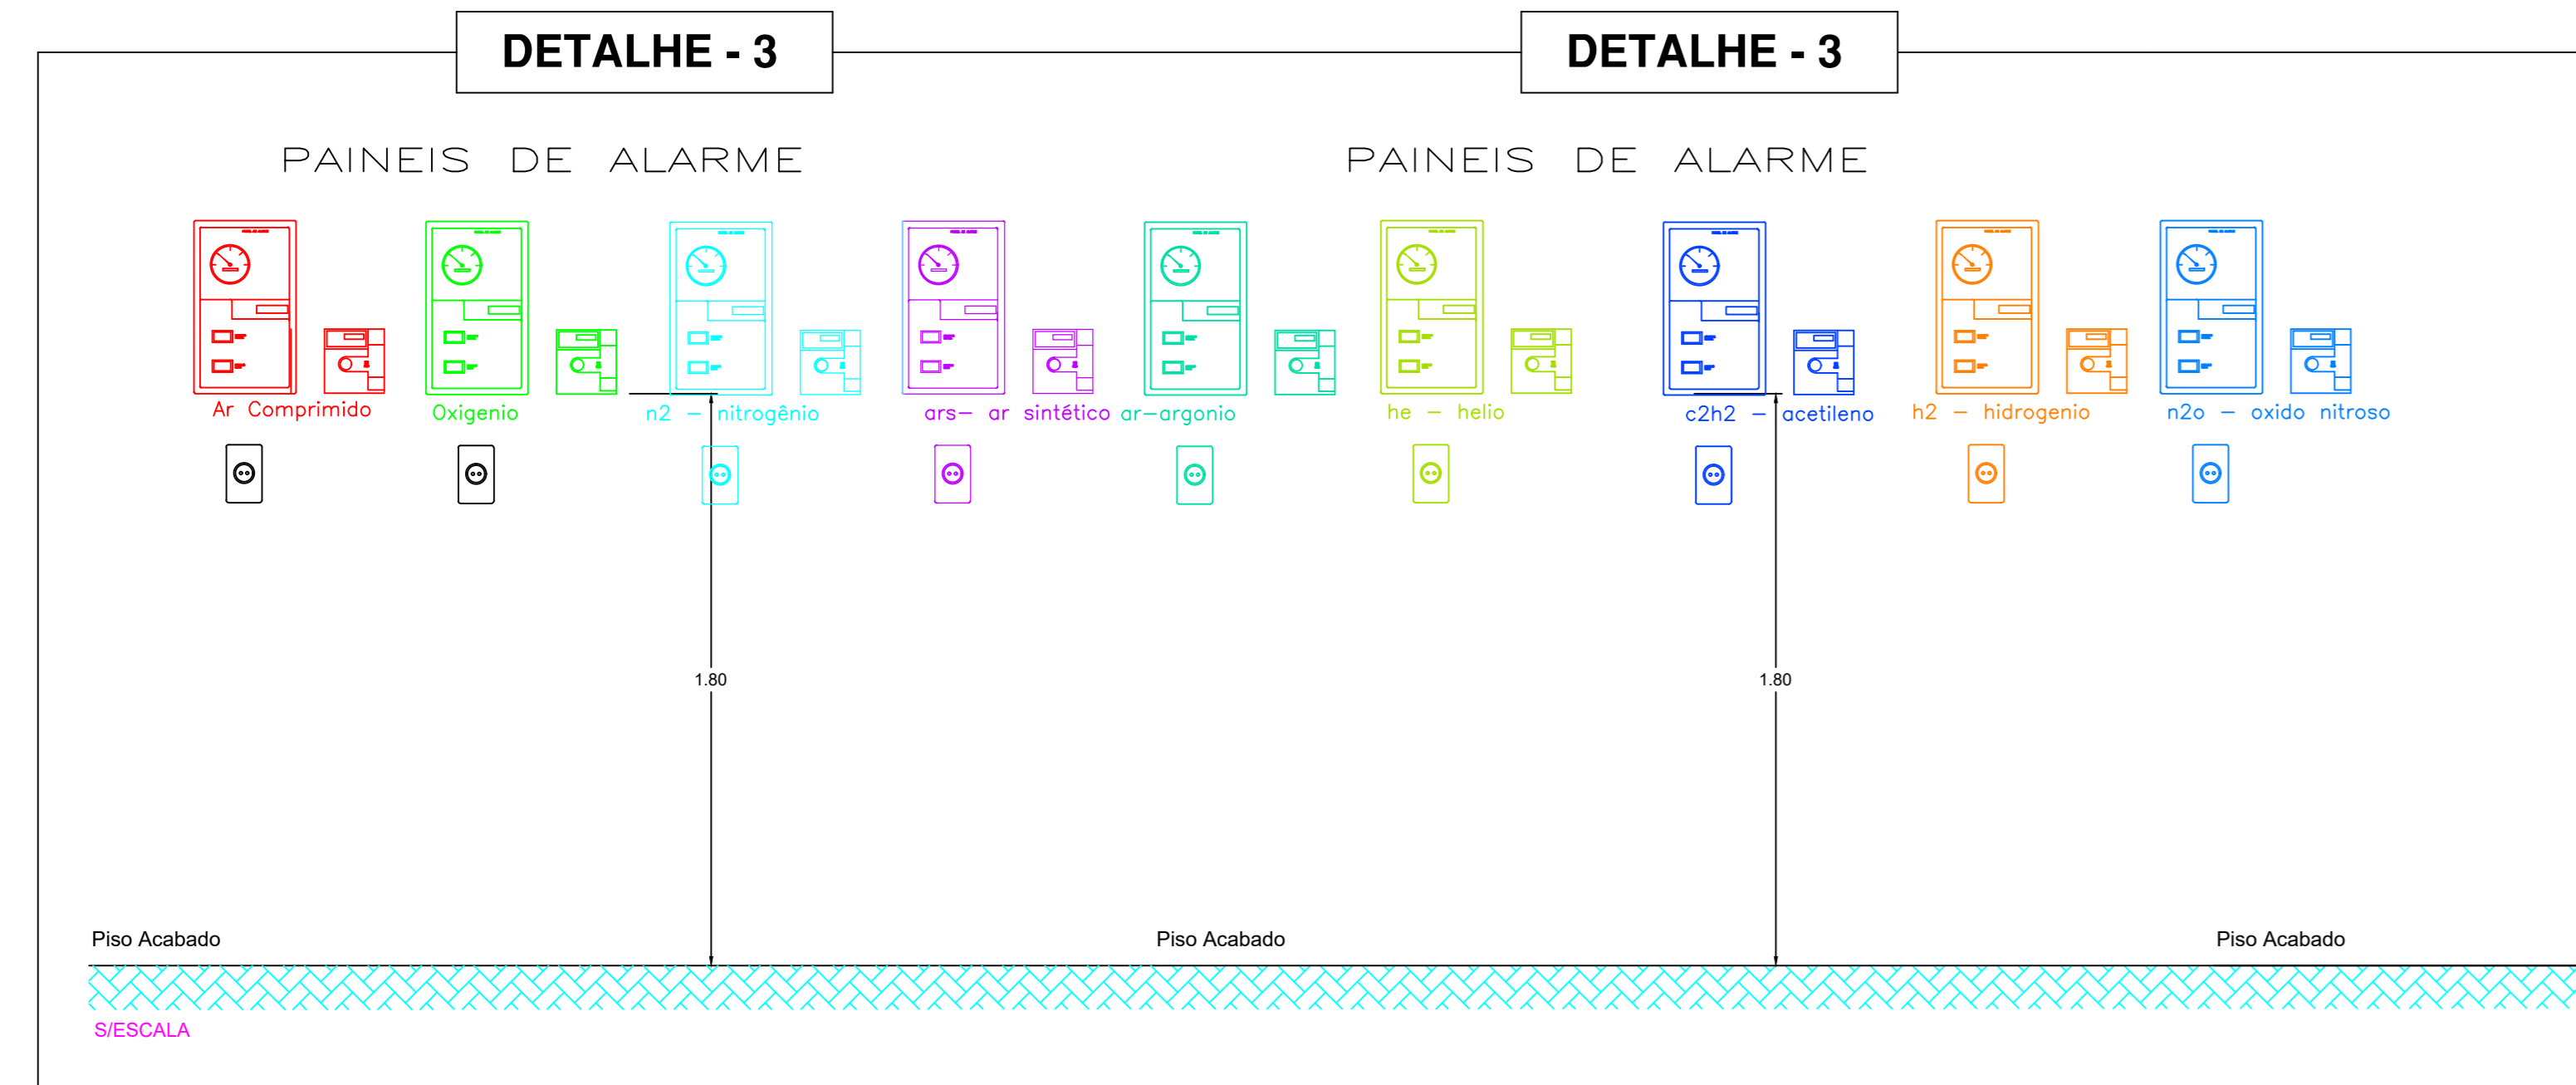 DETALHE - 3
DETALHE - 3
PAINEIS DE ALARME
PAINEIS DE ALARME
Ar Comprimido
Oxigenio
n2 - nitrogênio
ars- ar sintético
ar-argonio
he - helio
c2h2 - acetileno
h2 - hidrogenio
n2o - oxido nitroso
1.80
1.80
Piso Acabado
Piso Acabado
Piso Acabado
S/ESCALA